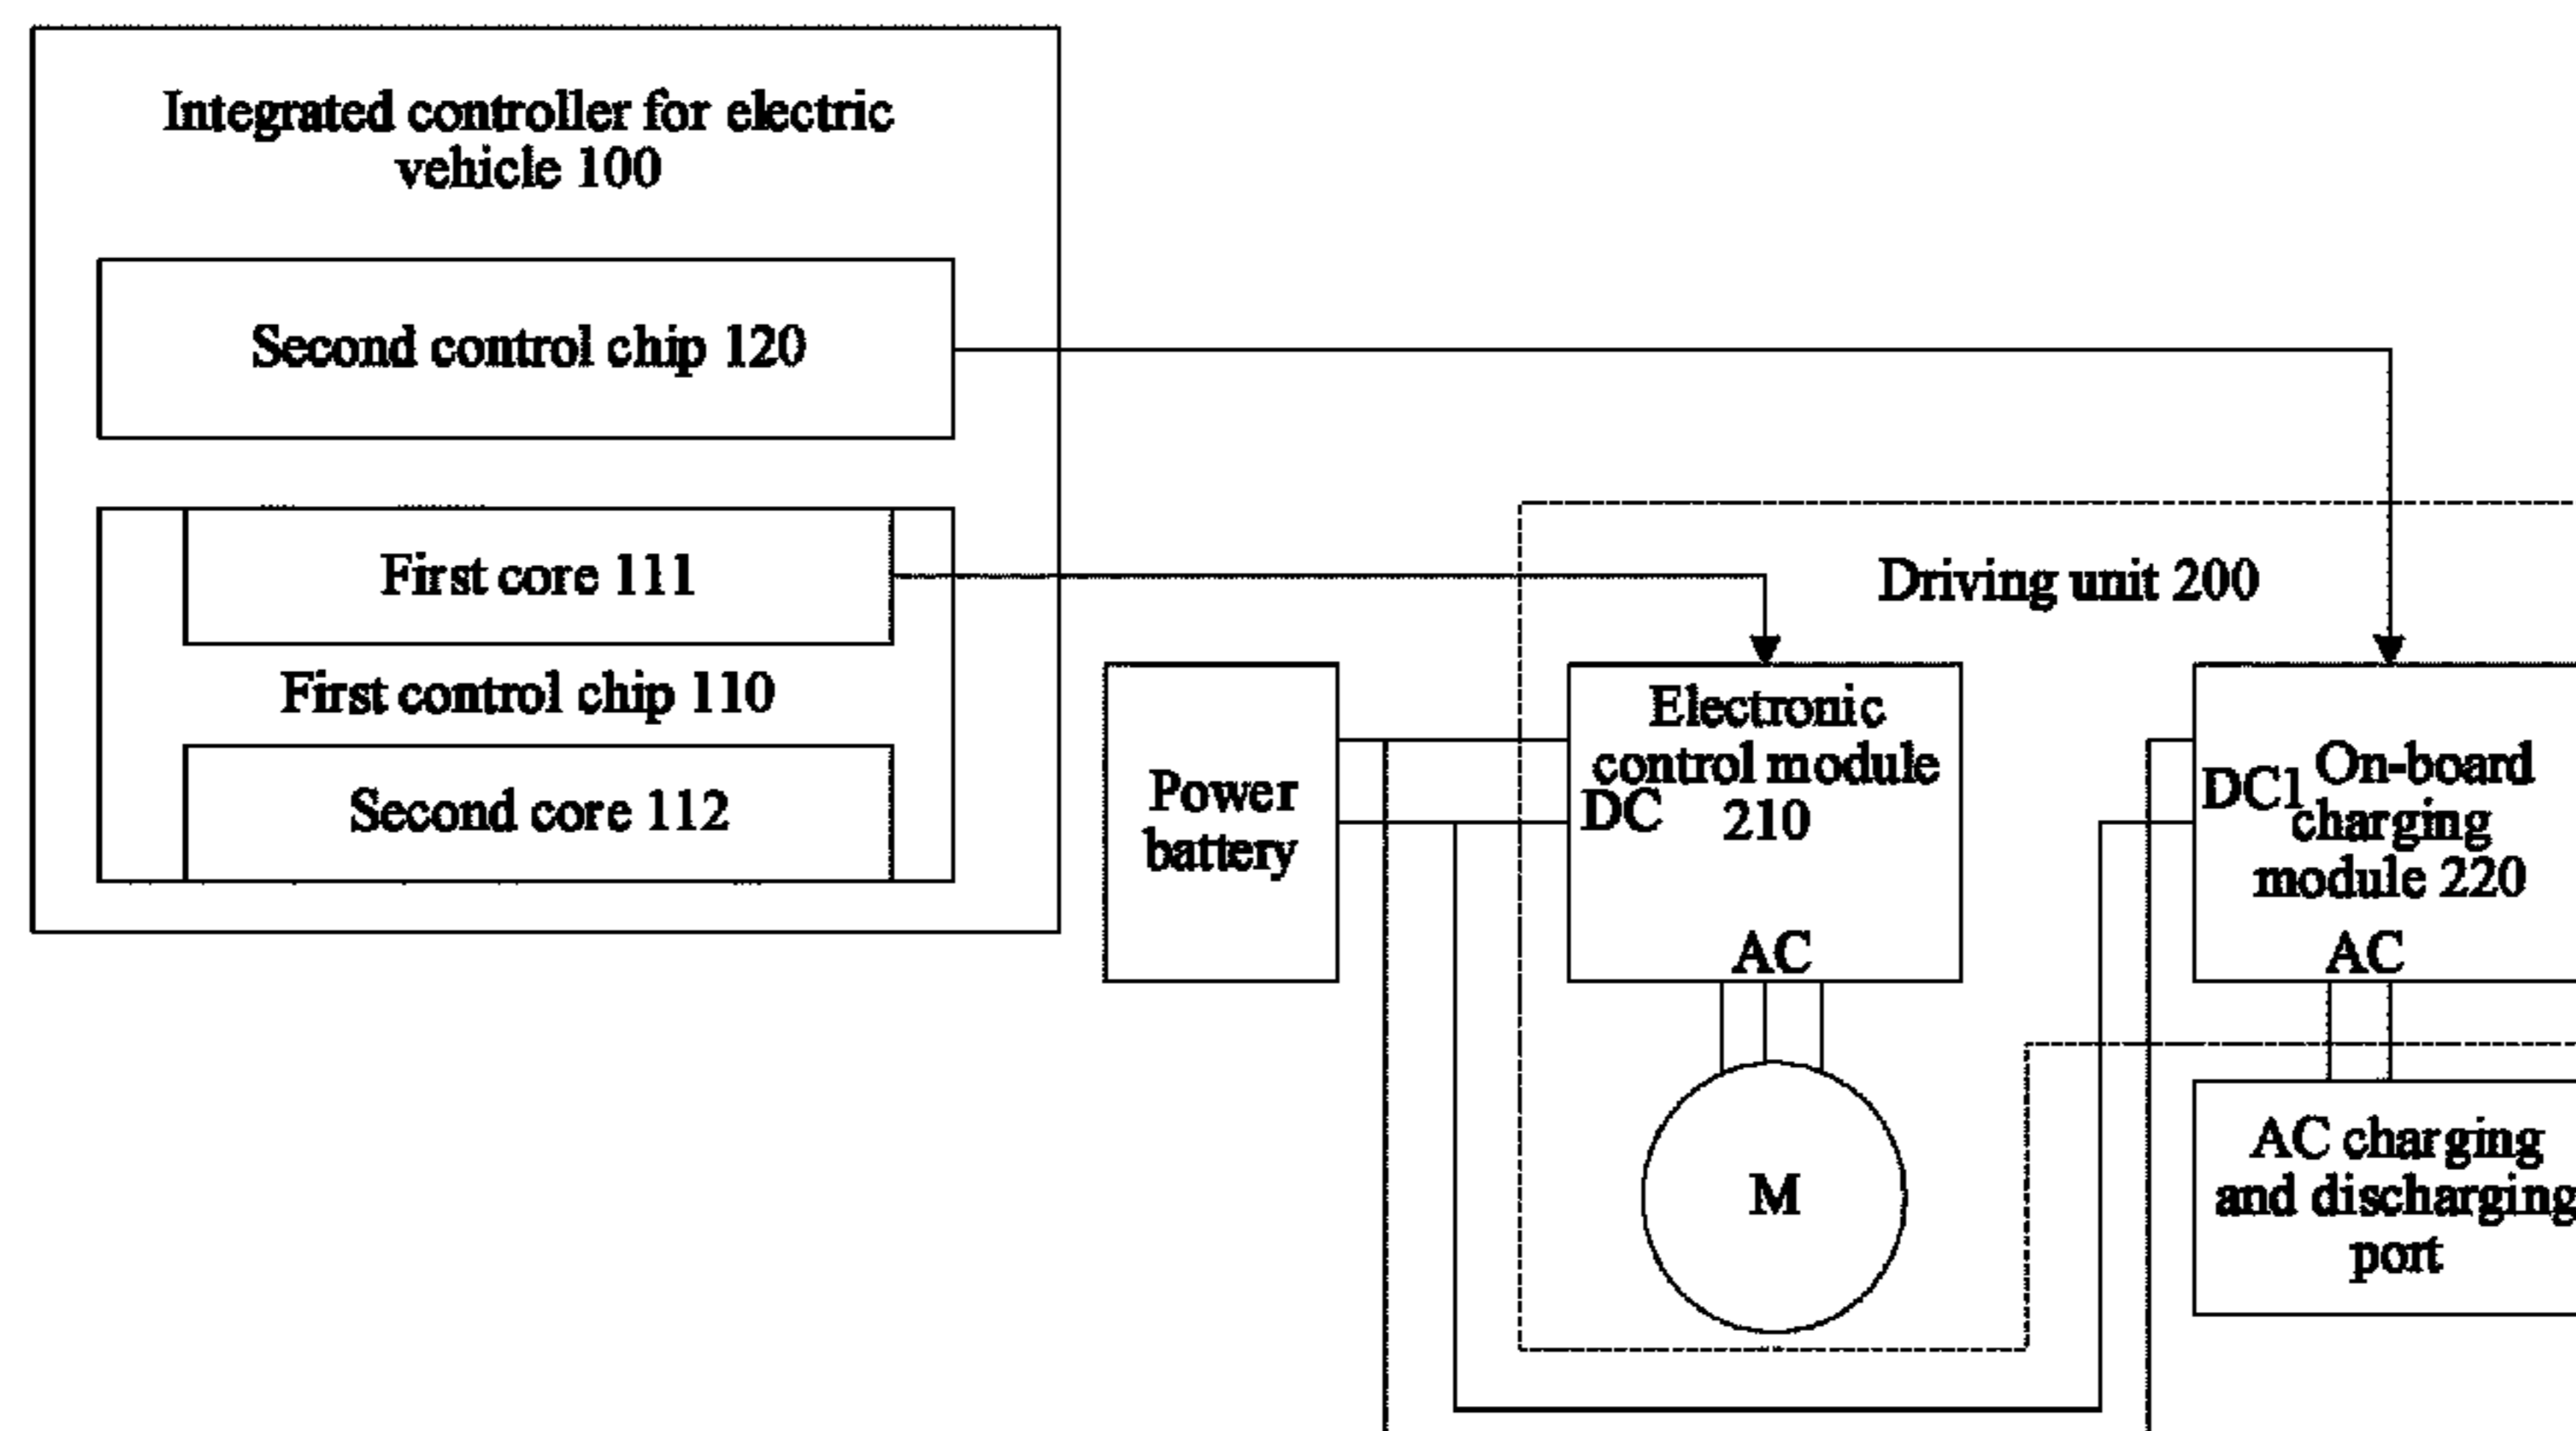 Integrated controller for electric
vehicle 100
Second control chip 120
First core 111
First control chip 110
Second core 112
Driving unit 200
Power
battery
Electronic
control module
DC 210
AC
M
On-board
DC1 charging
module 220
AC
AC charging
and discharging
port